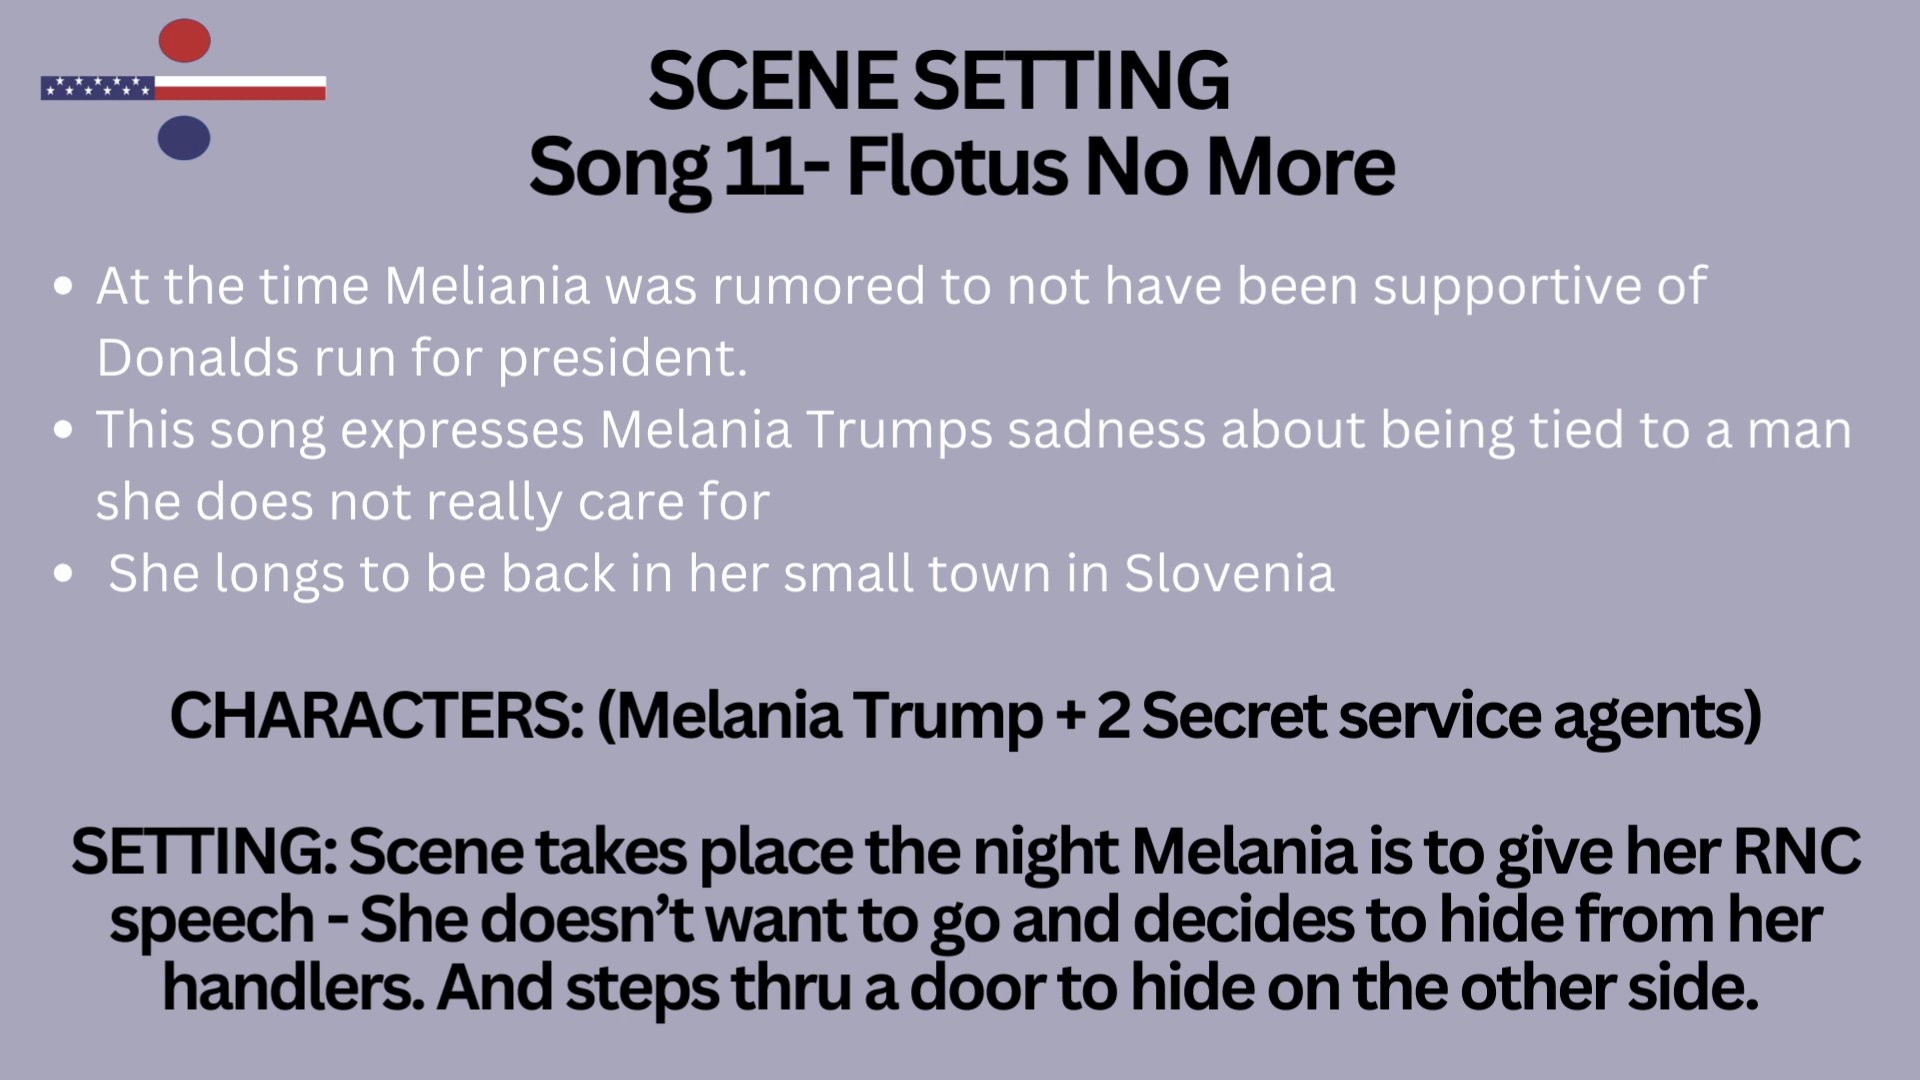 SCENE SETTING
Song 11- Flotus No More
• At the time Meliania was rumored to not have been supportive of
Donalds run for president.
• This song expresses Melania Trumps sadness about being tied to a man
she does not really care for
• She longs to be back in her small town in Slovenia
CHARACTERS: (Melania Trump + 2 Secret service agents)
SETTING: Scene takes place the night Melania is to give her RNC
speech - She doesn’t want to go and decides to hide from her
handlers. And steps thru a door to hide on the other side.